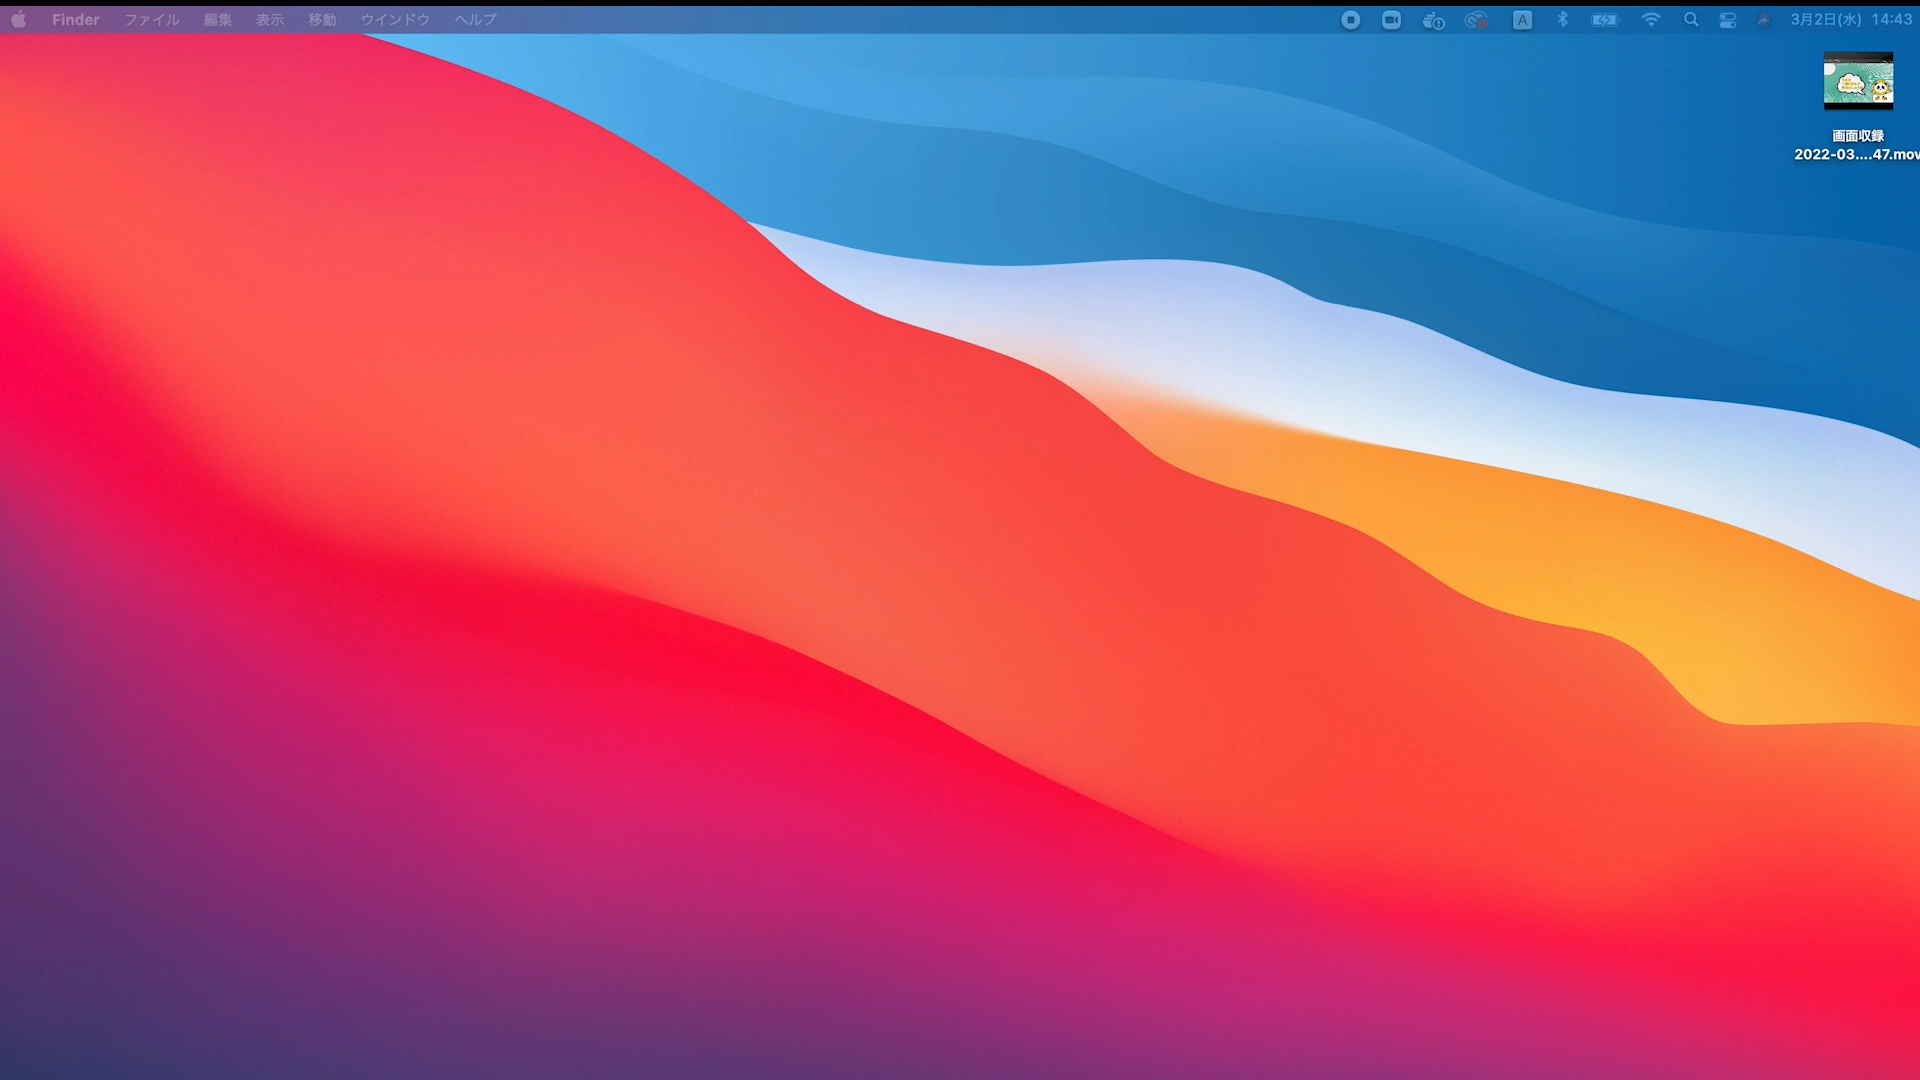 Finder ファイル 編集 表示 移動 ウインドウ ヘルプ A 3月2日(水) 14:43
画面収録
2022-03....47.mov